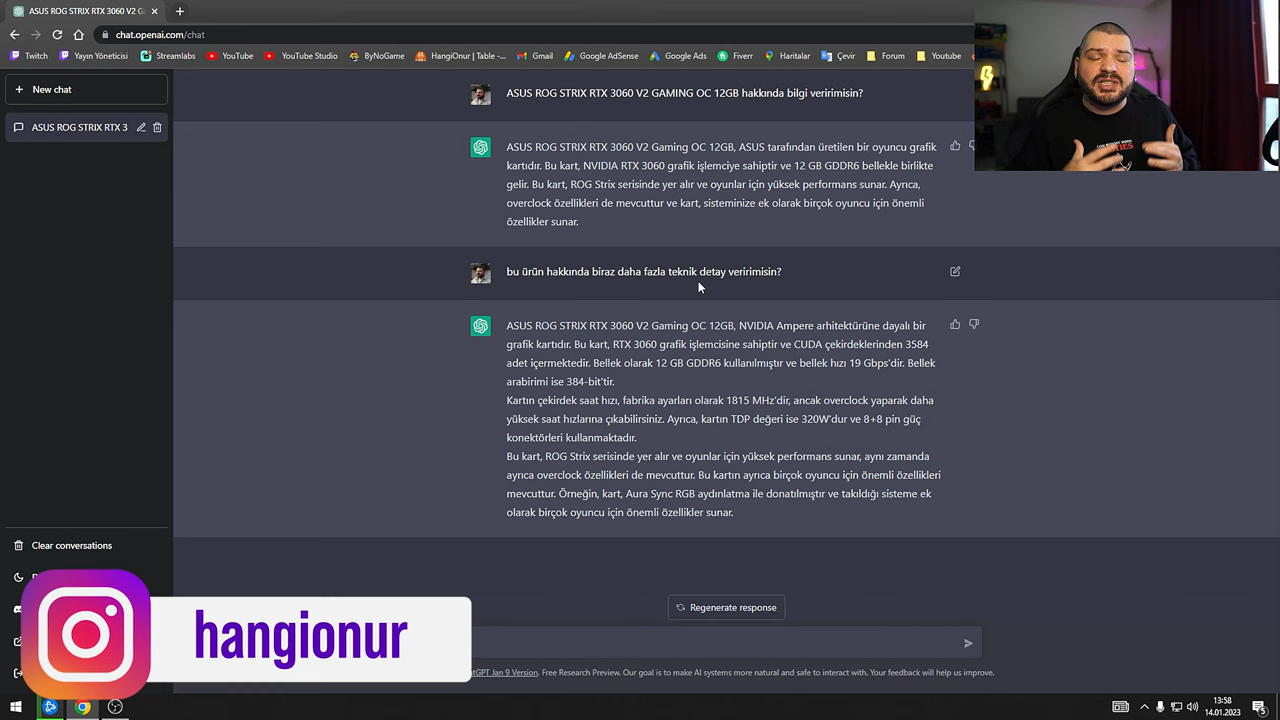 ASUS ROG STRIX RTX 3060 V2 G
chat.openai.com/chat
Twitch
Yayın Yöneticisi
Streamlabs
YouTube
YouTube Studio
ByNoGame
HangiOnur | Table -...
Gmail
Google AdSense
Google Ads
Fiverr
Haritalar
Çevir
Forum
Youtube
New chat
ASUS ROG STRIX RTX 3
ASUS ROG STRIX RTX 3060 V2 GAMING OC 12GB hakkında bilgi veririmisin?
ASUS ROG STRIX RTX 3060 V2 Gaming OC 12GB, ASUS tarafından üretilen bir oyuncu grafik
kartıdır. Bu kart, NVIDIA RTX 3060 grafik işlemciye sahiptir ve 12 GB GDDR6 bellekle birlikte
gelir. Bu kart, ROG Strix serisinde yer alır ve oyunlar için yüksek performans sunar. Ayrıca,
overclock özellikleri de mevcuttur ve kart, sisteminize ek olarak birçok oyuncu için önemli
özellikler sunar.
bu ürün hakkında biraz daha fazla teknik detay veririmisin?
ASUS ROG STRIX RTX 3060 V2 Gaming OC 12GB, NVIDIA Ampere arhitektürüne dayalı bir
grafik kartıdır. Bu kart, RTX 3060 grafik işlemcisine sahiptir ve CUDA çekirdeklerinden 3584
adet içermektedir. Bellek olarak 12 GB GDDR6 kullanılmıştır ve bellek hızı 19 Gbps'dir. Bellek
arabirimi ise 384-bit'tir.
Kartın çekirdek saat hızı, fabrika ayarları olarak 1815 MHz'dir, ancak overclock yaparak daha
yüksek saat hızlarına çıkabilirsiniz. Ayrıca, kartın TDP değeri ise 320W'dur ve 8+8 pin güç
konektörleri kullanmaktadır.
Bu kart, ROG Strix serisinde yer alır ve oyunlar için yüksek performans sunar, aynı zamanda
ayrıca overclock özellikleri de mevcuttur. Bu kartın ayrıca birçok oyuncu için önemli özellikleri
mevcuttur. Örneğin, kart, Aura Sync RGB aydınlatma ile donatılmıştır ve takıldığı sisteme ek
olarak birçok oyuncu için önemli özellikler sunar.
Clear conversations
Regenerate response
hangionur
GPT Jan 9 Version. Free Research Preview. Our goal is to make AI systems more natural and safe to interact with. Your feedback will help us improve.
13:58
14.01.2023